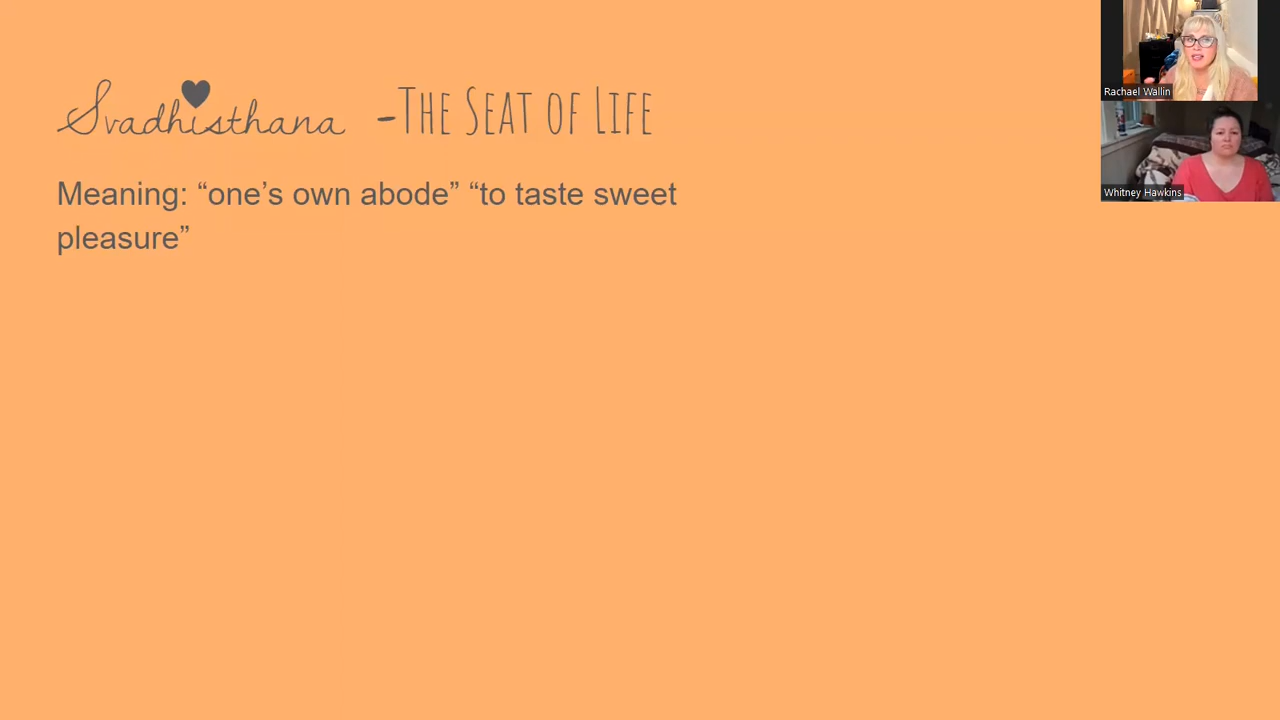 Svadhisthana -The Seat of Life
Meaning: “one’s own abode” “to taste sweet
pleasure”
Rachael Wallin
Whitney Hawkins